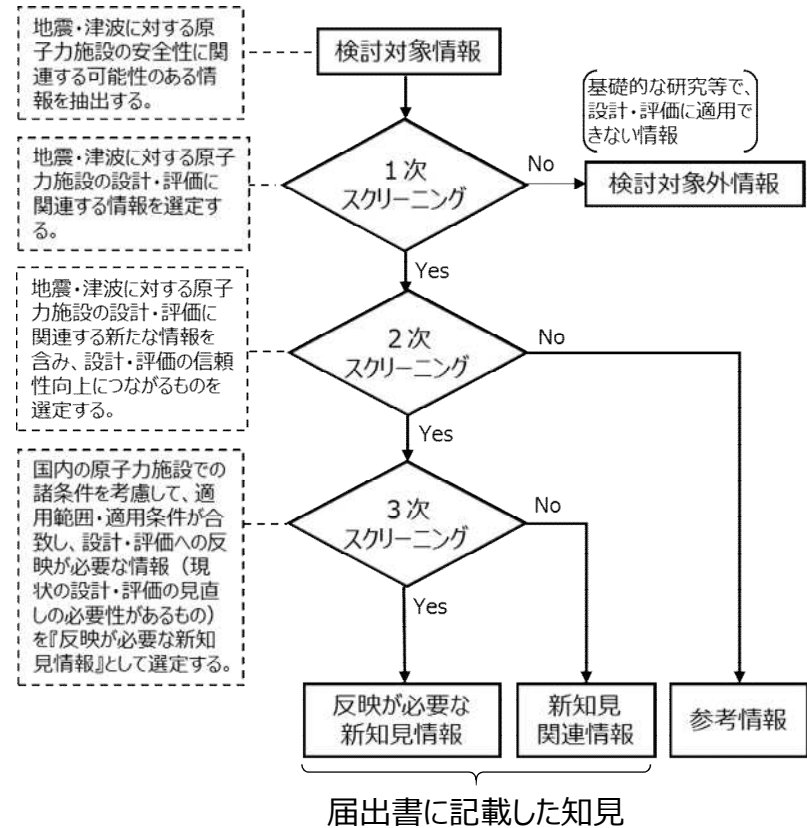 地震・津波に対する原
子力施設の安全性に関
連する可能性のある情
報を抽出する。
検討対象情報
基礎的な研究等で、
設計・評価に適用で
きない情報
地震・津波に対する原子
力施設の設計・評価に
関連する情報を選定す
る。
1次
スクリーニング
No
検討対象外情報
Yes
地震・津波に対する原子
力施設の設計・評価に
関連する新たな情報を
含み、設計・評価の信頼
性向上につながるものを
選定する。
2次
スクリーニング
No
Yes
国内の原子力施設での
諸条件を考慮して、適
用範囲・適用条件が合
致し、設計・評価への反
映が必要な情報（現
状の設計・評価の見直
しの必要性があるもの）
を『反映が必要な新知
見情報』として選定する。
3次
スクリーニング
No
Yes
反映が必要な
新知見情報
新知見
関連情報
参考情報
届出書に記載した知見